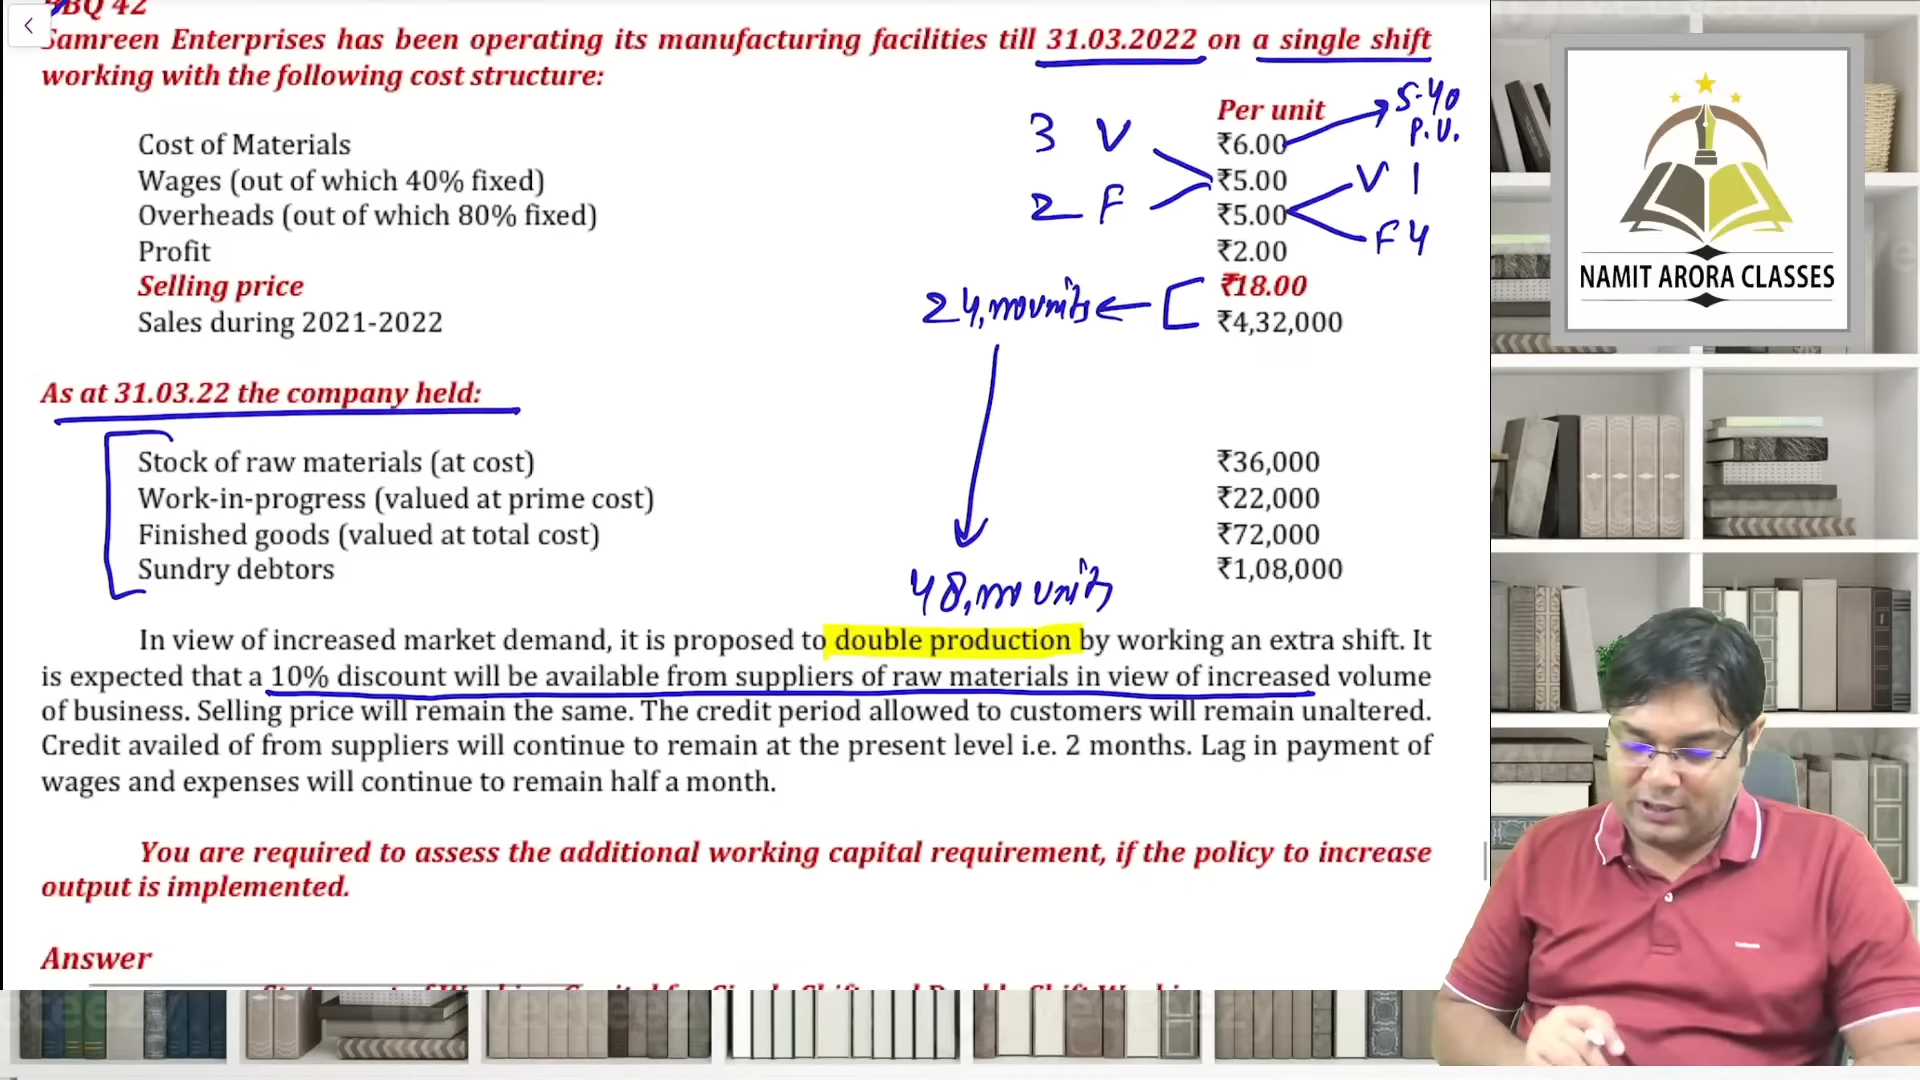 BBQ 42
Samreen Enterprises has been operating its manufacturing facilities till 31.03.2022 on a single shift
working with the following cost structure:
Per unit
Cost of Materials ₹6.00
Wages (out of which 40% fixed) ₹5.00
Overheads (out of which 80% fixed) ₹5.00
Profit ₹2.00
Selling price ₹18.00
Sales during 2021-2022 ₹4,32,000
5.40
P.U.
3 V
2 F
V 1
F 4
24,000 units
48,000 units
As at 31.03.22 the company held:
Stock of raw materials (at cost) ₹36,000
Work-in-progress (valued at prime cost) ₹22,000
Finished goods (valued at total cost) ₹72,000
Sundry debtors ₹1,08,000
In view of increased market demand, it is proposed to double production by working an extra shift. It
is expected that a 10% discount will be available from suppliers of raw materials in view of increased volume
of business. Selling price will remain the same. The credit period allowed to customers will remain unaltered.
Credit availed of from suppliers will continue to remain at the present level i.e. 2 months. Lag in payment of
wages and expenses will continue to remain half a month.
You are required to assess the additional working capital requirement, if the policy to increase
output is implemented.
Answer
NAMIT ARORA CLASSES